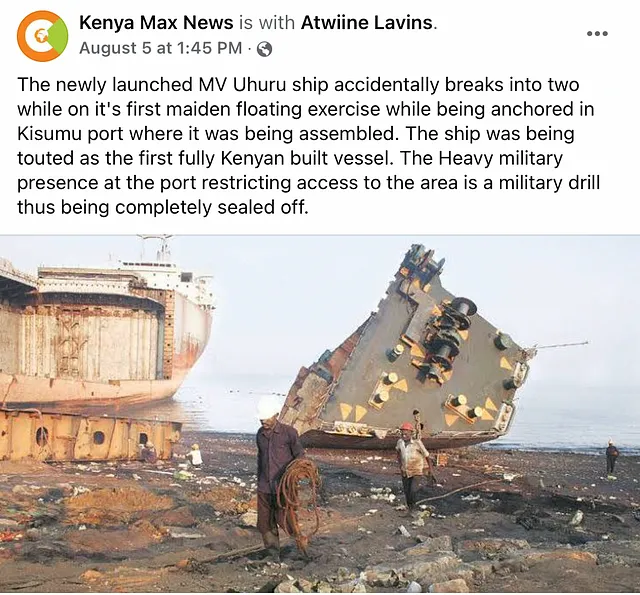 Kenya Max News is with Atwiine Lavins.
August 5 at 1:45 PM ·
The newly launched MV Uhuru ship accidentally breaks into two
while on it's first maiden floating exercise while being anchored in
Kisumu port where it was being assembled. The ship was being
touted as the first fully Kenyan built vessel. The Heavy military
presence at the port restricting access to the area is a military drill
thus being completely sealed off.